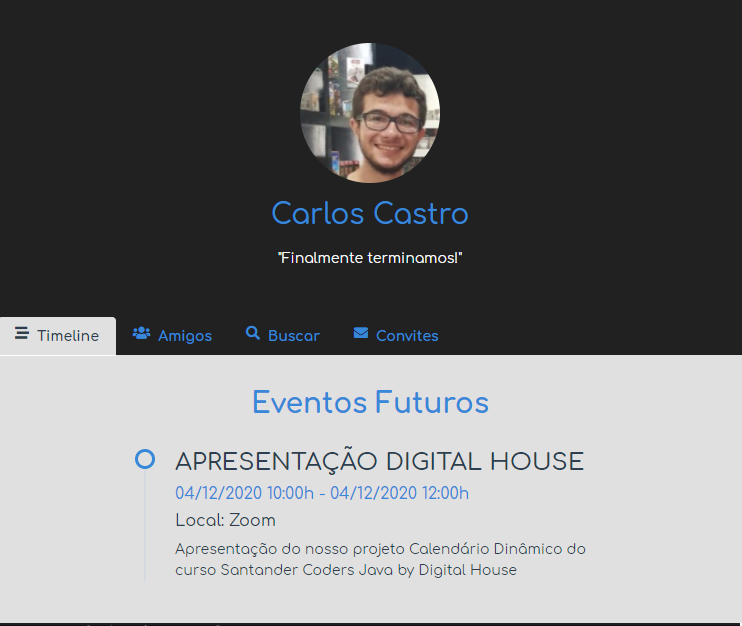 Carlos Castro
"Finalmente terminamos!"
Timeline Amigos Buscar Convites
Eventos Futuros
APRESENTAÇÃO DIGITAL HOUSE
04/12/2020 10:00h - 04/12/2020 12:00h
Local: Zoom
Apresentação do nosso projeto Calendário Dinâmico do
curso Santander Coders Java by Digital House